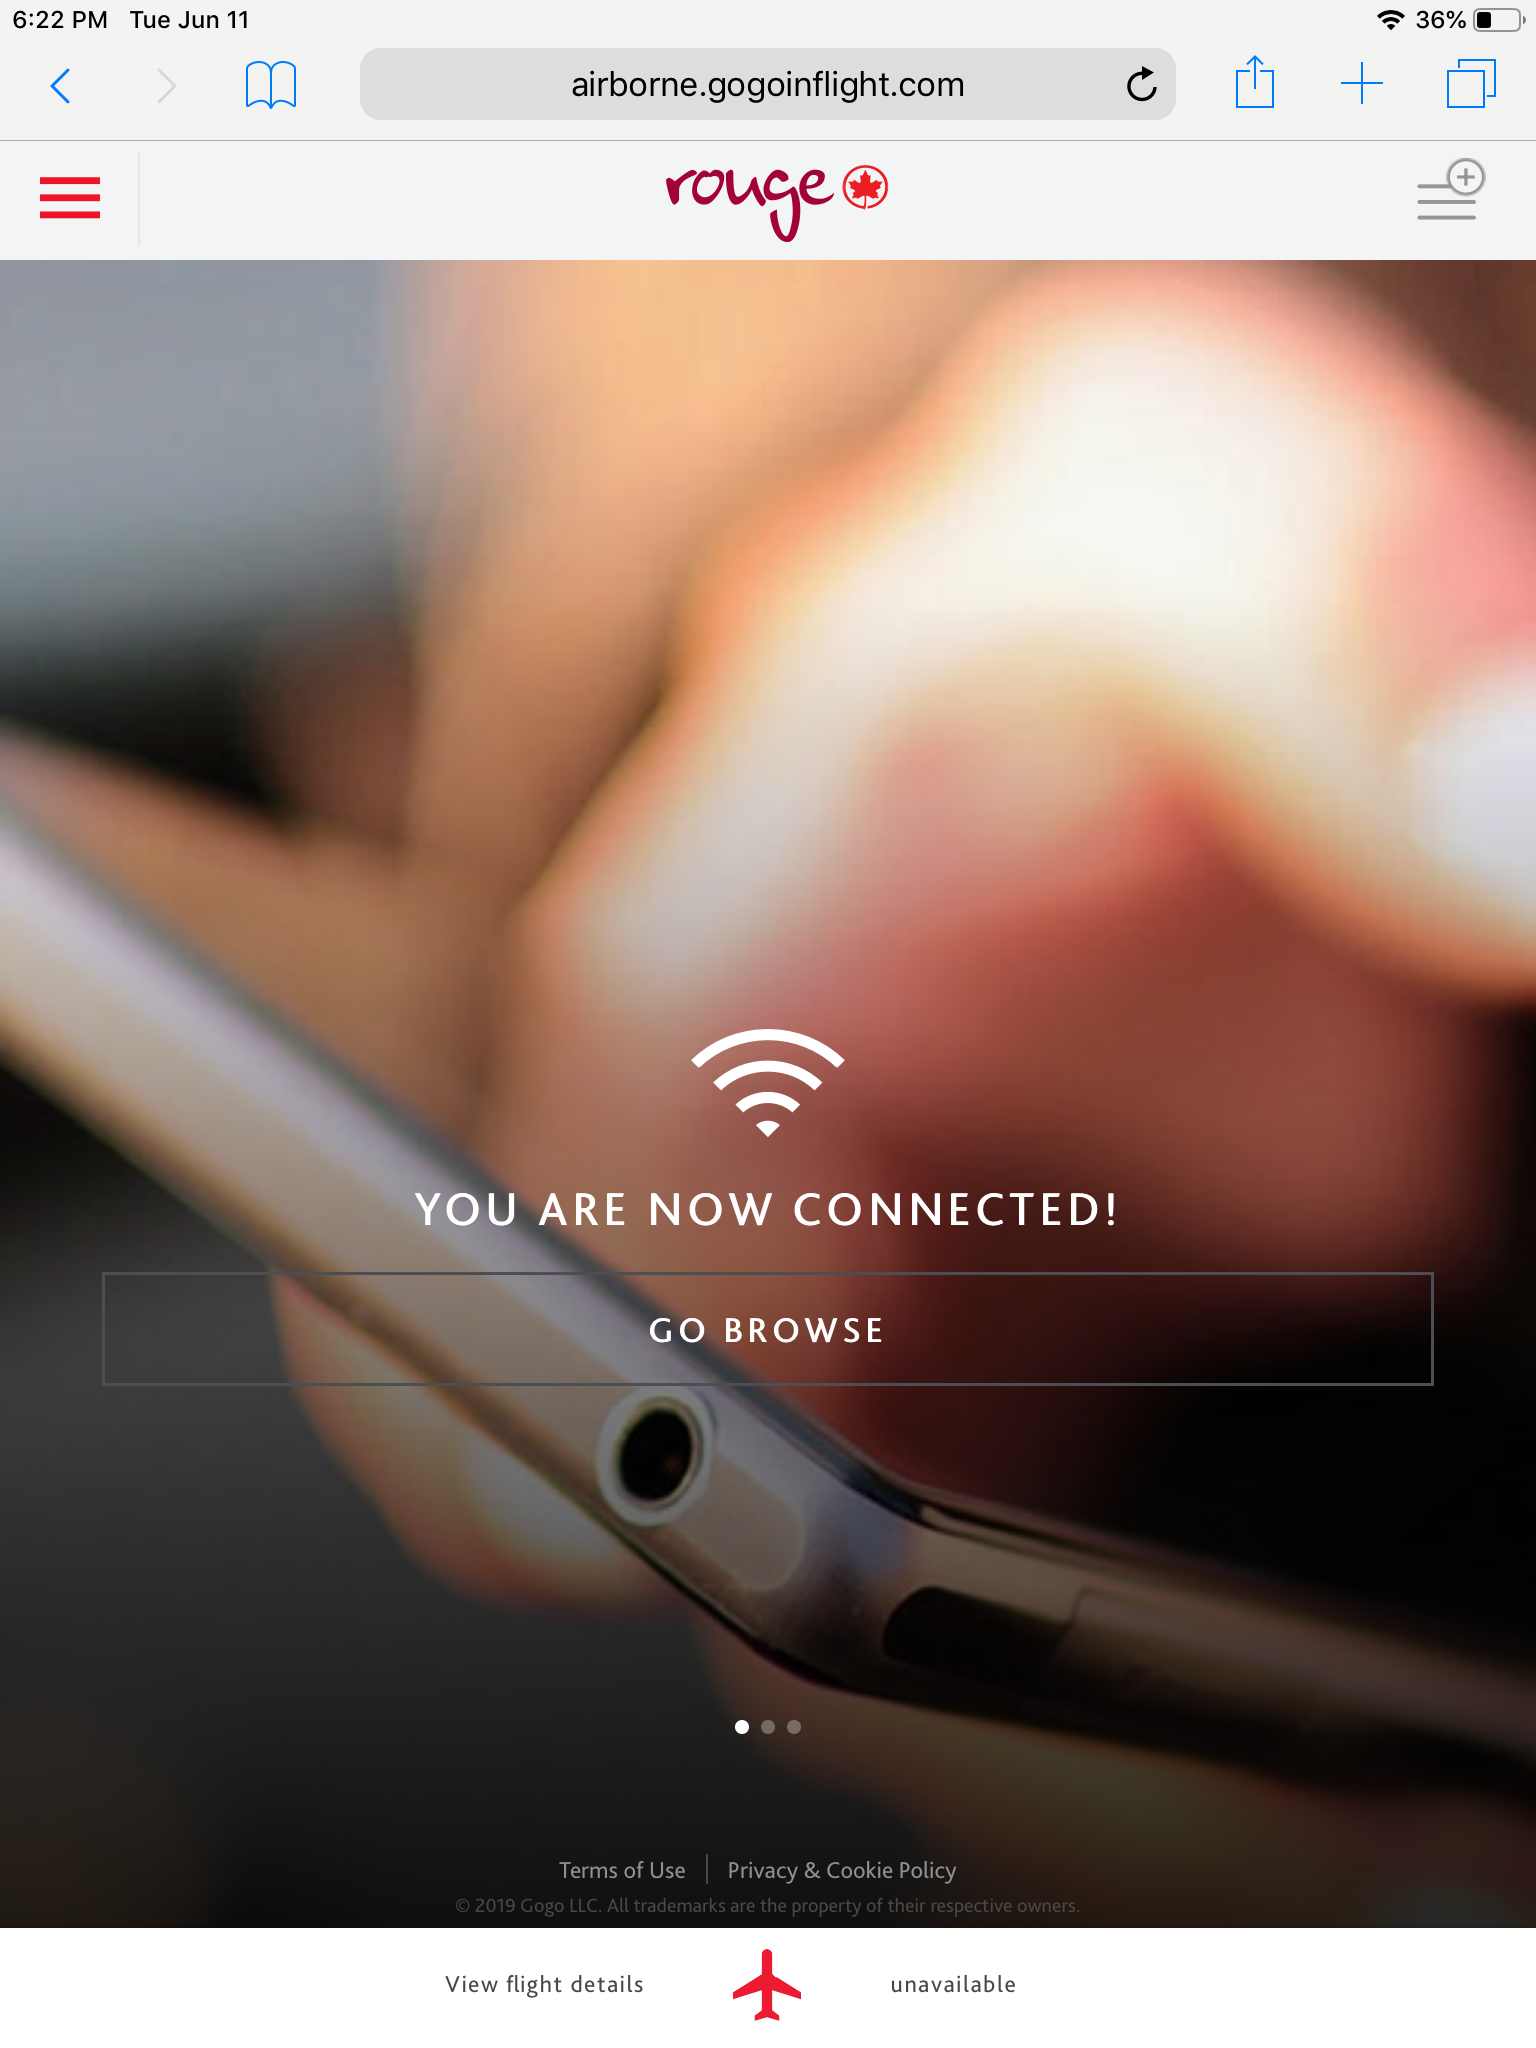 6:22 PM Tue Jun 11 36%
airborne.gogoinflight.com
rouge
YOU ARE NOW CONNECTED!
GO BROWSE
Terms of Use Privacy & Cookie Policy
© 2019 Gogo LLC. All trademarks are the property of their respective owners.
View flight details unavailable